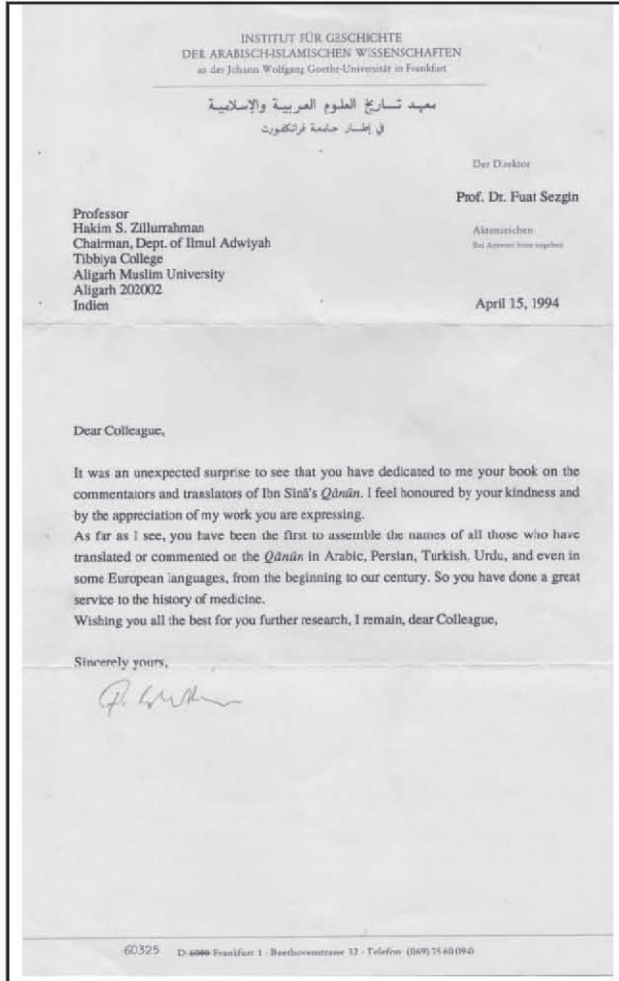 INSTITUT FÜR GESCHICHTE
DER ARABISCH-ISLAMISCHEN WISSENSCHAFTEN
an der Johann Wolfgang Goethe-Universität in Frankfurt
معهد تـــاريخ العلوم العربية والإسلامية
في إطـــار جامعة فرانكفورت
Der Direktor
Prof. Dr. Fuat Sezgin
Professor
Hakim S. Zillurrahman
Chairman, Dept. of Ilmul Adwiyah
Tibbiya College
Aligarh Muslim University
Aligarh 202002
Indien
Aktenzeichen
Bei Antwort bitte angeben
April 15, 1994
Dear Colleague,
It was an unexpected surprise to see that you have dedicated to me your book on the
commentators and translators of Ibn Sīnā's Qānūn. I feel honoured by your kindness and
by the appreciation of my work you are expressing.
As far as I see, you have been the first to assemble the names of all those who have
translated or commented on the Qānūn in Arabic, Persian, Turkish, Urdu, and even in
some European languages, from the beginning to our century. So you have done a great
service to the history of medicine.
Wishing you all the best for you further research, I remain, dear Colleague,
Sincerely yours,
60325 D-6000 Frankfurt 1 - Beethovenstrasse 32 - Telefon (069) 75 60 09-0